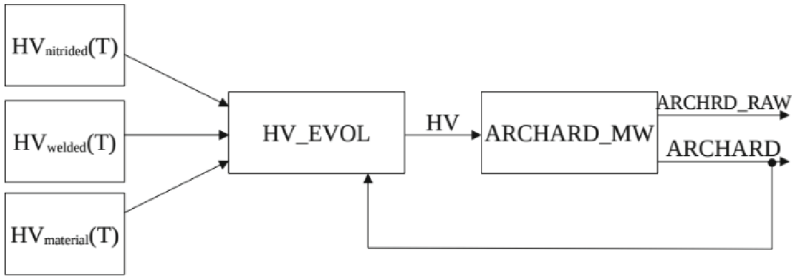 HVnitrided(T)
HVwelded(T)
HVmaterial(T)
HV_EVOL
HV
ARCHARD_MW
ARCHRD_RAW
ARCHARD